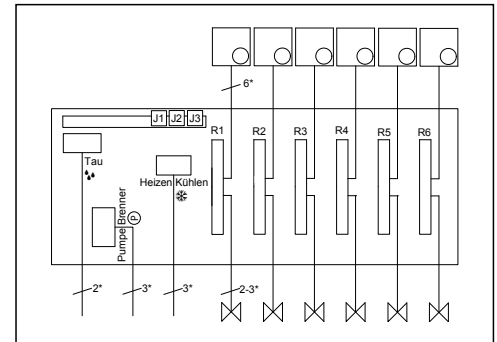 6*
J1 J2 J3
R1 R2 R3 R4 R5 R6
Tau
Heizen Kühlen
Pumpe Brenner
P
2* 3* 3* 2-3*